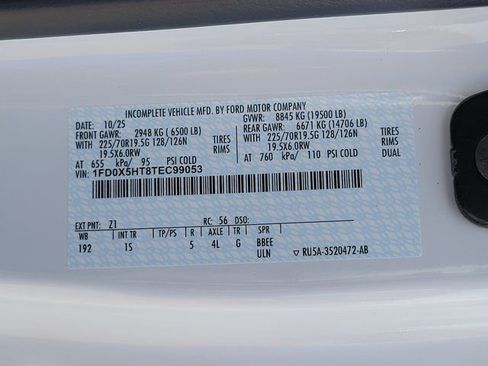 INCOMPLETE VEHICLE MFD. BY FORD MOTOR COMPANY
10/25 GVWR: 8845 KG (19500 LB)
FRONT GAWR: 2948 KG (6500 LB) REAR GAWR: 6671 KG (14706 LB)
WITH 225/70R19.5G 128/126N TIRES WITH 225/70R19.5G 128/126N TIRES
19.5X6.0RW RIMS 19.5X6.0RW RIMS
AT 655 kPa/ 95 PSI COLD AT 760 kPa/ 110 PSI COLD DUAL
VIN: 1FD0X5HT8TEC99053
EXT PNT: Z1 RC: 56 DSO:
WB INT TR TP/PS R AXLE TR SPR
192 1S 5 4L G BBEE
ULN RU5A-3520472-AB